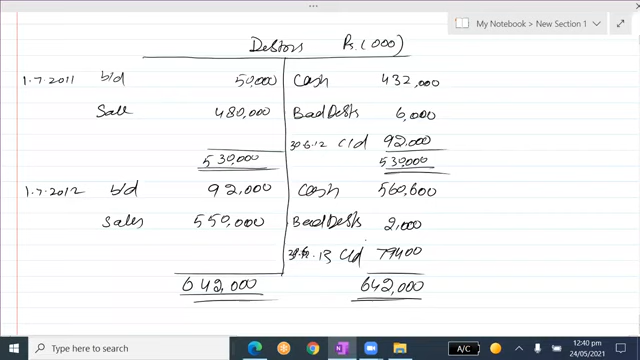 My Notebook > New Section 1
Debtors Rs. (000)
1.7.2011 b/d 50,000 Cash 432,000
Sale 480,000 Bad Debts 6,000
30.6.12 C/d 92,000
530,000 530,000
1.7.2012 b/d 92,000 Cash 560,600
Sales 550,000 Bad Debts 2,000
13 C/d 79400
642,000 642,000
Type here to search
A/C
12:40 pm
24/05/2021